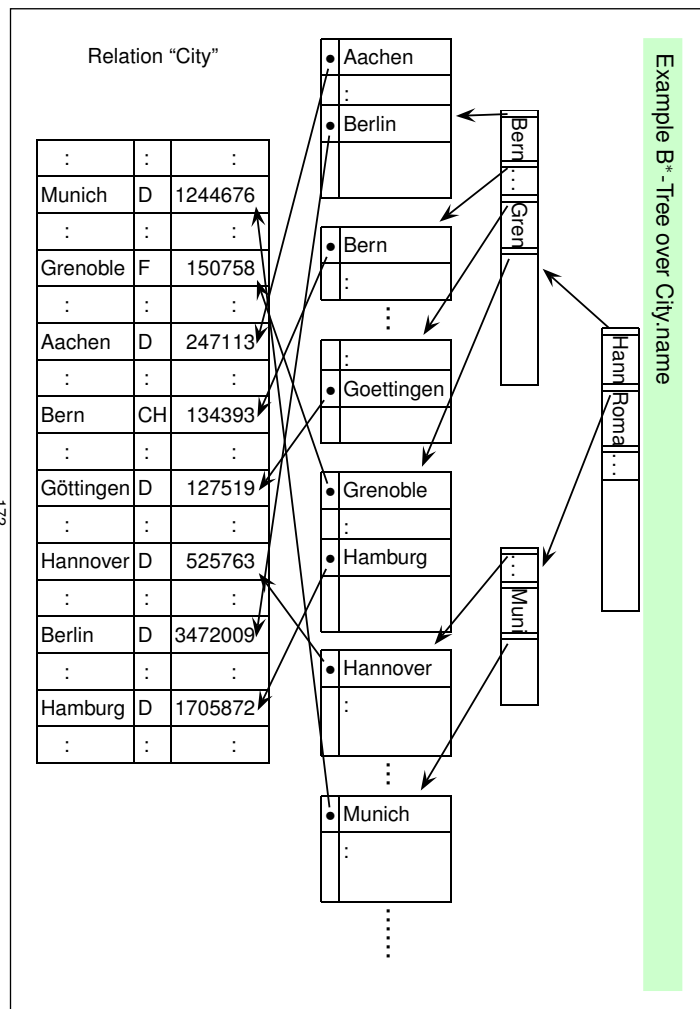 Example B*-Tree over City.name
Relation “City”
: : :
Munich D 1244676
: : :
Grenoble F 150758
: : :
Aachen D 247113
: : :
Bern CH 134393
: : :
Göttingen D 127519
: : :
Hannover D 525763
: : :
Berlin D 3472009
: : :
Hamburg D 1705872
: : :
Aachen
:
Berlin
Bern
:
:
Goettingen
Grenoble
:
Hamburg
Hannover
:
Munich
:
Bern ... Gren
... Muni
Hann Roma ...
172